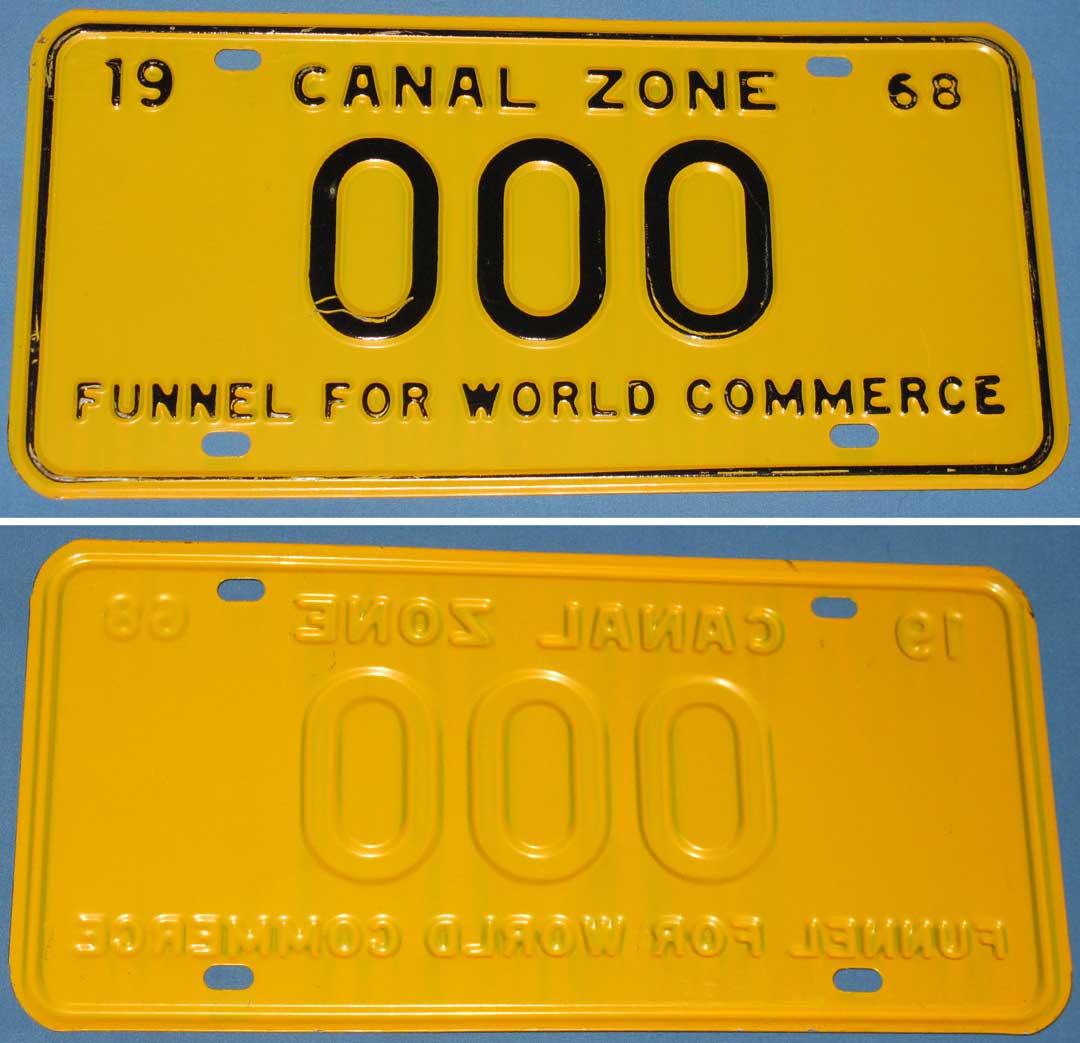 19 CANAL ZONE 68
000
FUNNEL FOR WORLD COMMERCE
19 CANAL ZONE 68
000
FUNNEL FOR WORLD COMMERCE